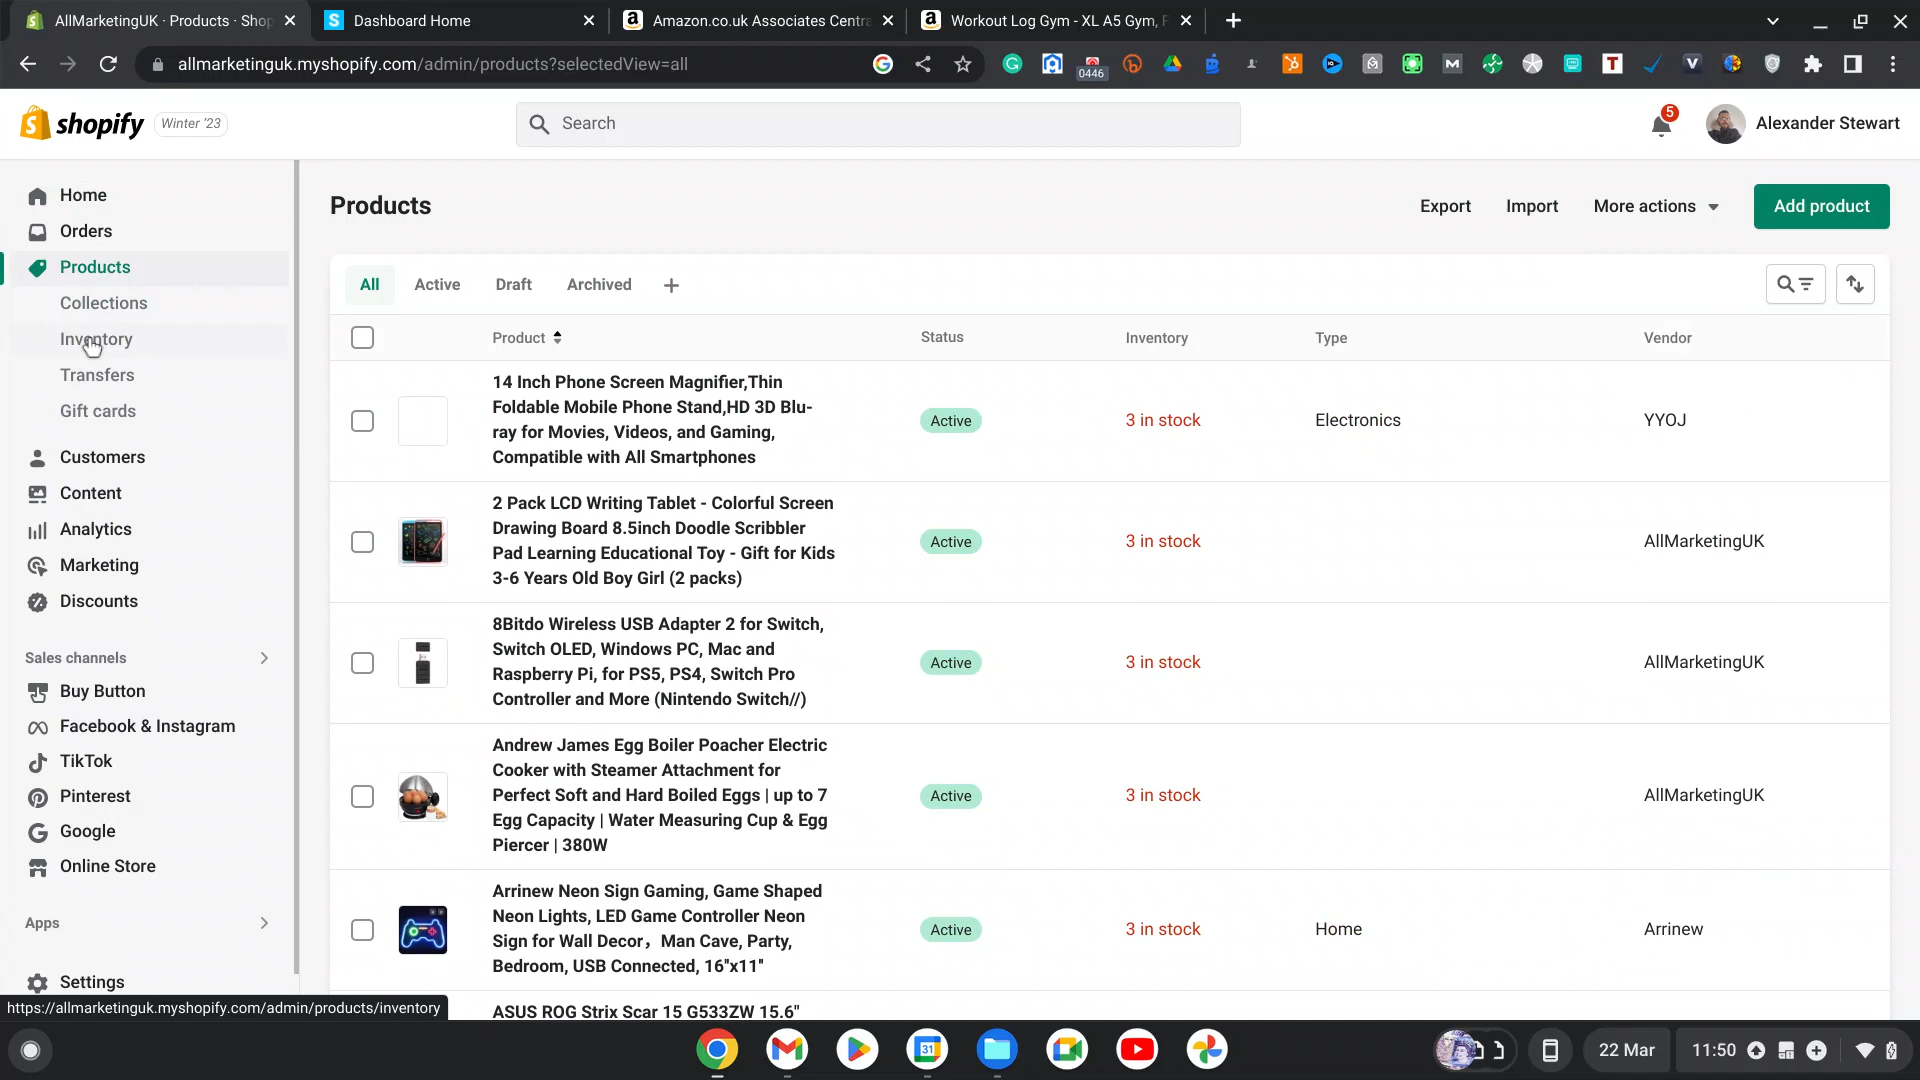 AllMarketingUK · Products · Shop
Dashboard Home
Amazon.co.uk Associates Centra
Workout Log Gym - XL A5 Gym, F
allmarketinguk.myshopify.com/admin/products?selectedView=all
0446
shopify
Winter '23
Search
5
Alexander Stewart
Home
Orders
Products
Collections
Inventory
Transfers
Gift cards
Customers
Content
Analytics
Marketing
Discounts
Sales channels
Buy Button
Facebook & Instagram
TikTok
Pinterest
Google
Online Store
Apps
Settings
https://allmarketinguk.myshopify.com/admin/products/inventory
Products
Export
Import
More actions
Add product
All
Active
Draft
Archived
Product
Status
Inventory
Type
Vendor
14 Inch Phone Screen Magnifier,Thin
Foldable Mobile Phone Stand,HD 3D Blu-
ray for Movies, Videos, and Gaming,
Compatible with All Smartphones
Active
3 in stock
Electronics
YYOJ
2 Pack LCD Writing Tablet - Colorful Screen
Drawing Board 8.5inch Doodle Scribbler
Pad Learning Educational Toy - Gift for Kids
3-6 Years Old Boy Girl (2 packs)
Active
3 in stock
AllMarketingUK
8Bitdo Wireless USB Adapter 2 for Switch,
Switch OLED, Windows PC, Mac and
Raspberry Pi, for PS5, PS4, Switch Pro
Controller and More (Nintendo Switch//)
Active
3 in stock
AllMarketingUK
Andrew James Egg Boiler Poacher Electric
Cooker with Steamer Attachment for
Perfect Soft and Hard Boiled Eggs | up to 7
Egg Capacity | Water Measuring Cup & Egg
Piercer | 380W
Active
3 in stock
AllMarketingUK
Arrinew Neon Sign Gaming, Game Shaped
Neon Lights, LED Game Controller Neon
Sign for Wall Decor，Man Cave, Party,
Bedroom, USB Connected, 16''x11''
Active
3 in stock
Home
Arrinew
ASUS ROG Strix Scar 15 G533ZW 15.6"
31
22 Mar
11:50